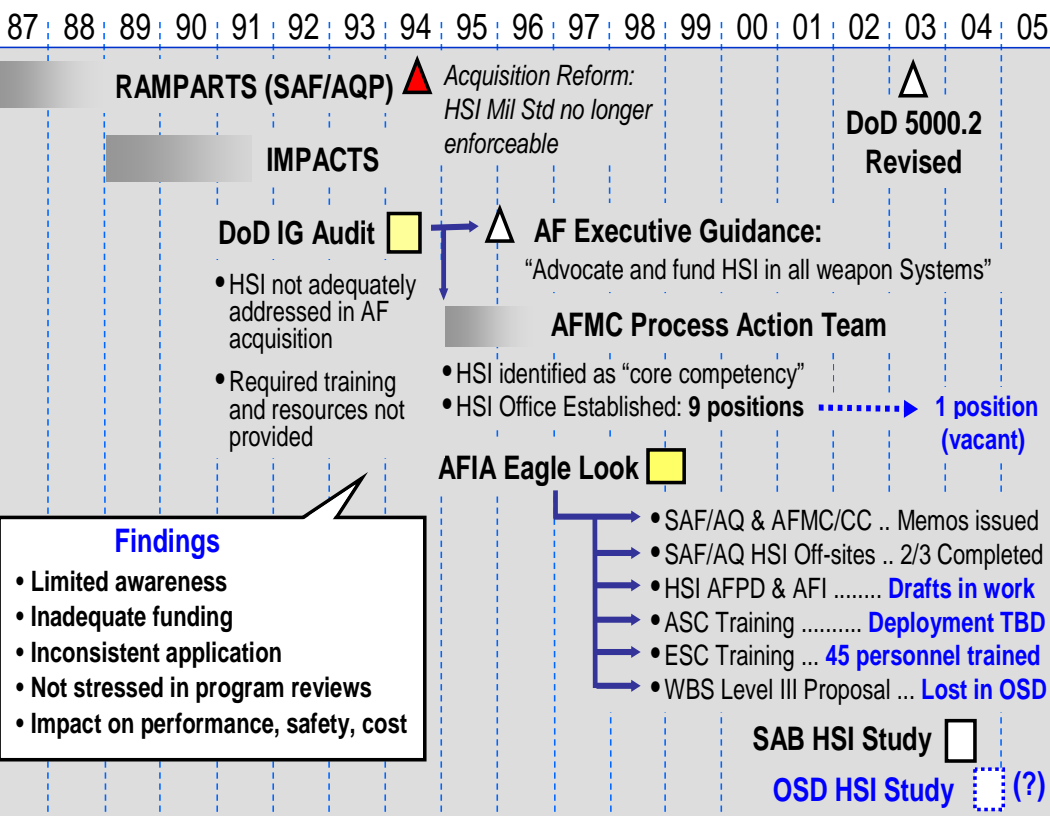 87 88 89 90 91 92 93 94 95 96 97 98 99 00 01 02 03 04 05
RAMPARTS (SAF/AQP)
Acquisition Reform:
HSI Mil Std no longer
enforceable
DoD 5000.2
Revised
IMPACTS
DoD IG Audit
AF Executive Guidance:
“Advocate and fund HSI in all weapon Systems”
• HSI not adequately
addressed in AF
acquisition
• Required training
and resources not
provided
AFMC Process Action Team
• HSI identified as “core competency”
• HSI Office Established: 9 positions
1 position
(vacant)
AFIA Eagle Look
• SAF/AQ & AFMC/CC .. Memos issued
• SAF/AQ HSI Off-sites .. 2/3 Completed
• HSI AFPD & AFI ........ Drafts in work
• ASC Training .......... Deployment TBD
• ESC Training ... 45 personnel trained
• WBS Level III Proposal ... Lost in OSD
Findings
• Limited awareness
• Inadequate funding
• Inconsistent application
• Not stressed in program reviews
• Impact on performance, safety, cost
SAB HSI Study
OSD HSI Study (?)